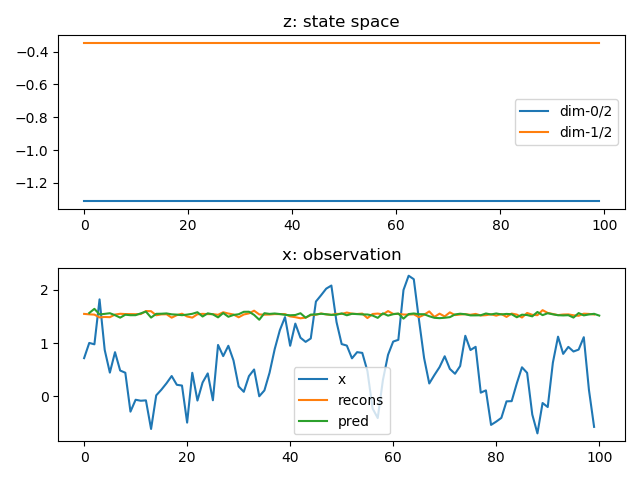 z: state space
−0.4
−0.6
−0.8
−1.0
−1.2
dim-0/2
dim-1/2
0
20
40
60
80
100
x: observation
2
1
0
x
recons
pred
0
20
40
60
80
100